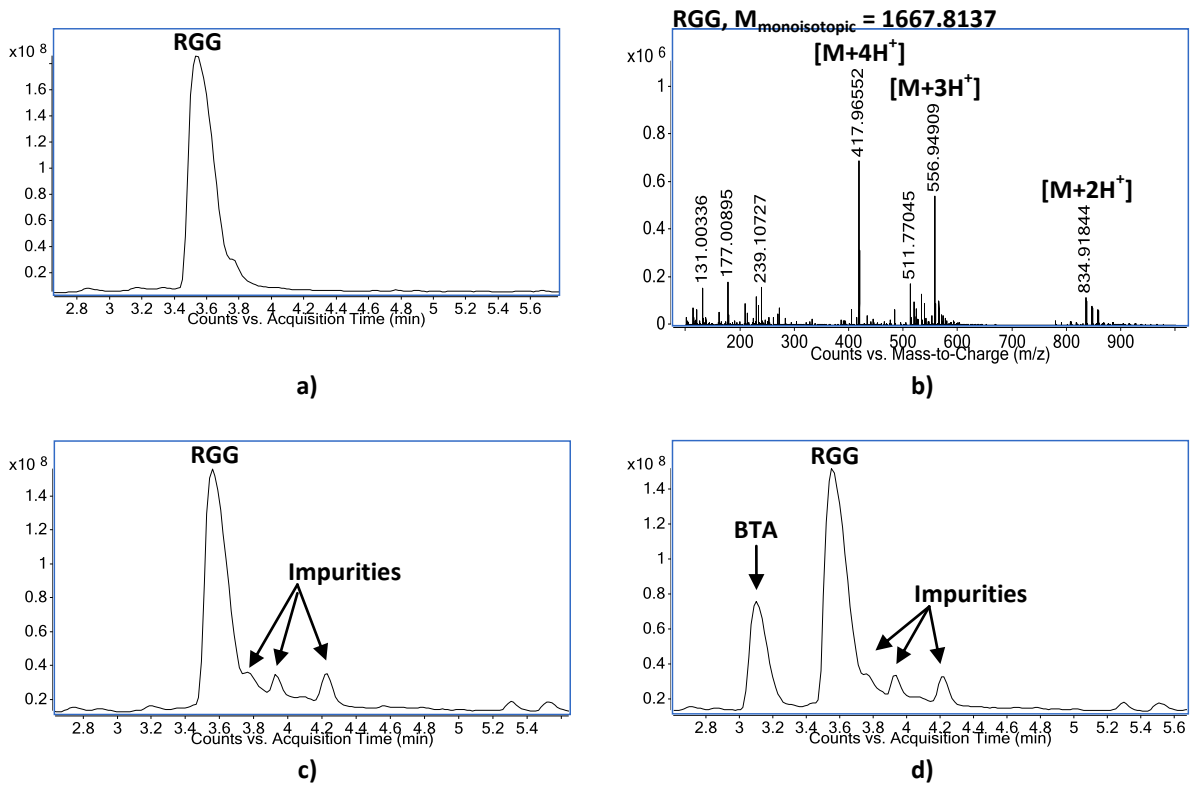 RGG
x10 8
1.6
1.4
1.2
1
0.8
0.6
0.4
0.2
2.8 3 3.2 3.4 3.6 3.8 4 4.2 4.4 4.6 4.8 5 5.2 5.4 5.6
Counts vs. Acquisition Time (min)
a)
RGG, Mmonoisotopic = 1667.8137
x10 6
[M+4H+]
[M+3H+]
[M+2H+]
1
0.8
0.6
0.4
0.2
0
131.00336
177.00895
239.10727
417.96552
511.77045
556.94909
834.91844
200 300 400 500 600 700 800 900
Counts vs. Mass-to-Charge (m/z)
b)
RGG
x10 8
1.4
1.2
1
0.8
0.6
0.4
0.2
Impurities
2.8 3 3.2 3.4 3.6 3.8 4 4.2 4.4 4.6 4.8 5 5.2 5.4
Counts vs. Acquisition Time (min)
c)
RGG
x10 8
BTA
1.4
1.2
1
0.8
0.6
0.4
0.2
Impurities
2.8 3 3.2 3.4 3.6 3.8 4 4.2 4.4 4.6 4.8 5 5.2 5.4 5.6
Counts vs. Acquisition Time (min)
d)